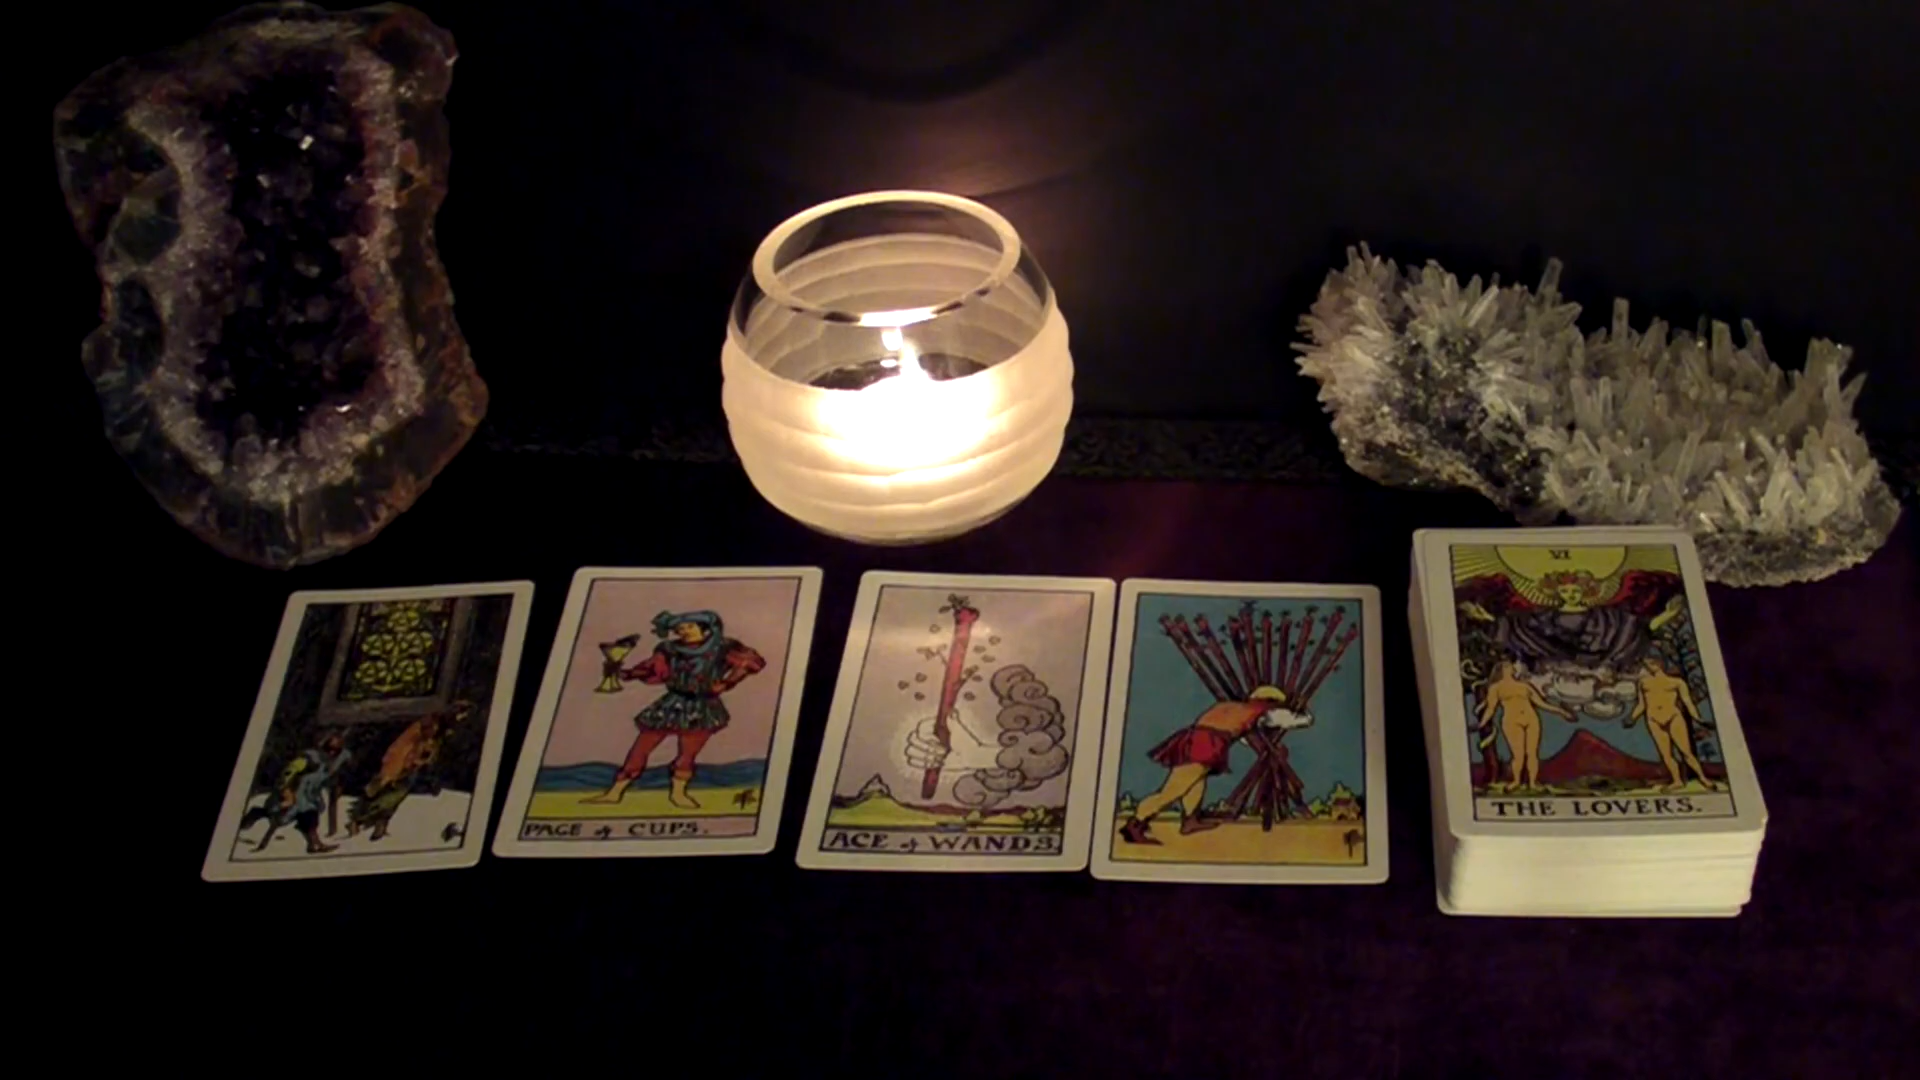 PAGE of CUPS.
ACE of WANDS.
VI
THE LOVERS.